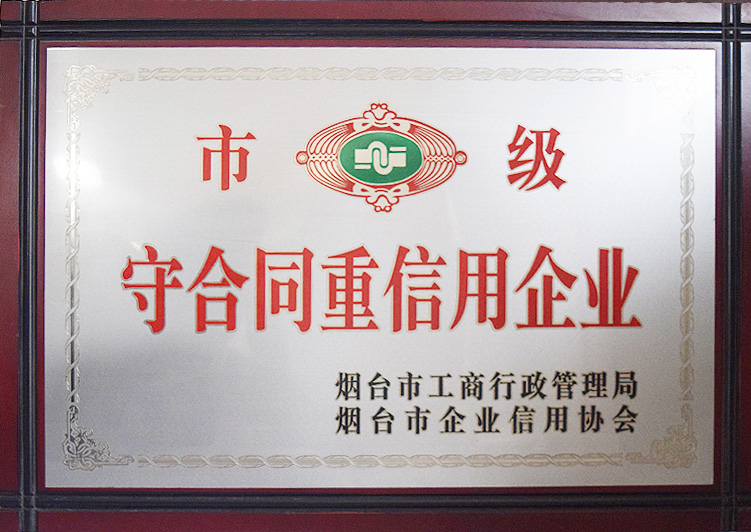 市 级
守合同重信用企业
烟台市工商行政管理局
烟台市企业信用协会